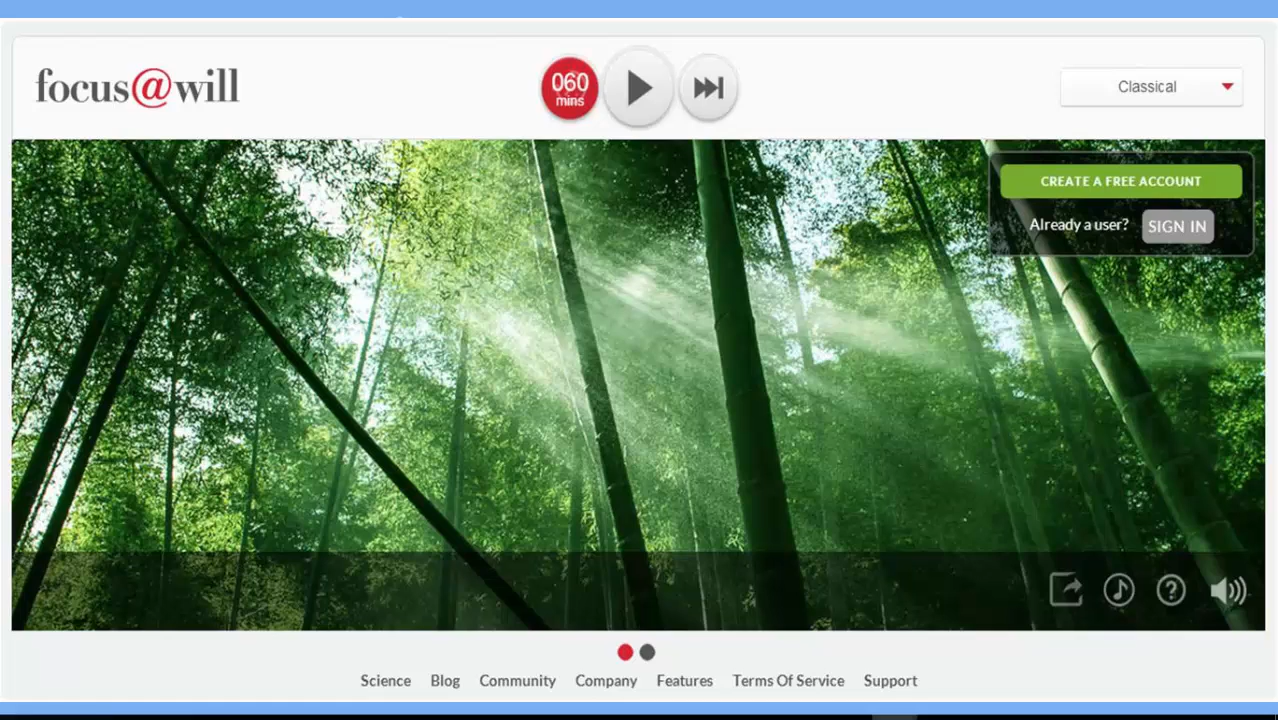 focus@will
060
mins
Classical
CREATE A FREE ACCOUNT
Already a user? SIGN IN
Science Blog Community Company Features Terms Of Service Support